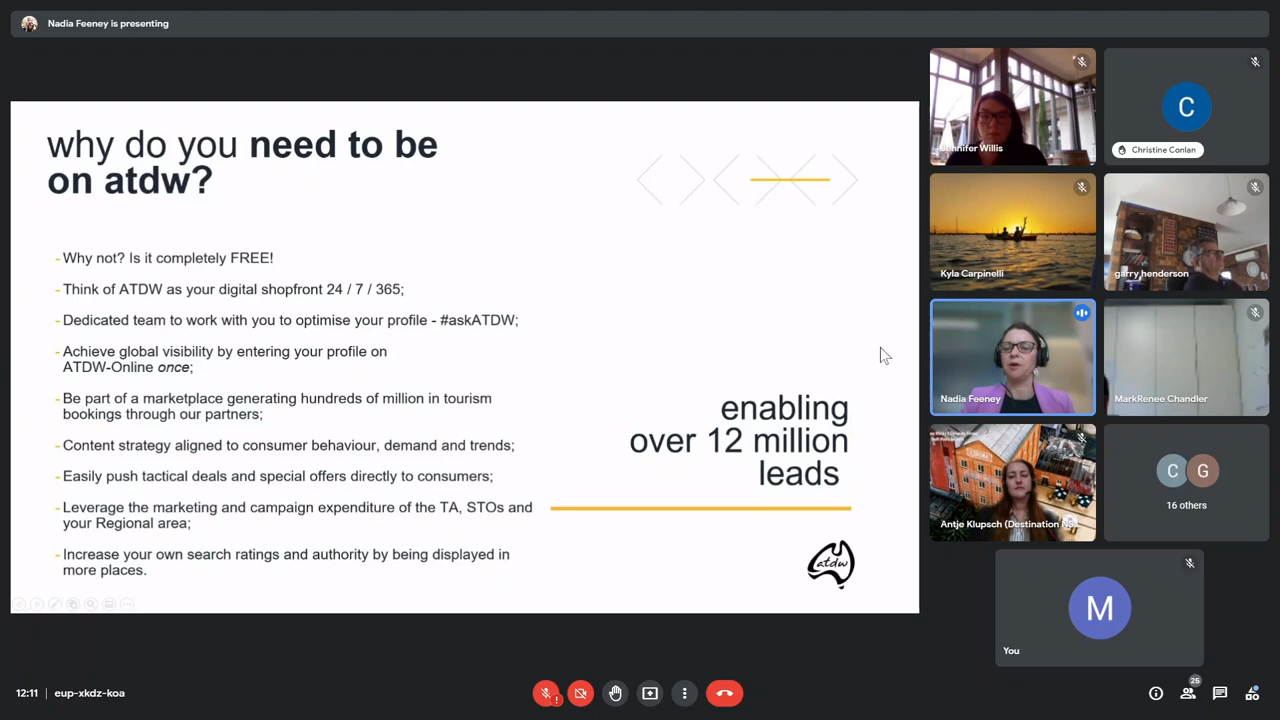 Nadia Feeney is presenting
why do you need to be
on atdw?
- Why not? Is it completely FREE!
- Think of ATDW as your digital shopfront 24 / 7 / 365;
- Dedicated team to work with you to optimise your profile - #askATDW;
- Achieve global visibility by entering your profile on
ATDW-Online once;
- Be part of a marketplace generating hundreds of million in tourism
bookings through our partners;
- Content strategy aligned to consumer behaviour, demand and trends;
- Easily push tactical deals and special offers directly to consumers;
- Leverage the marketing and campaign expenditure of the TA, STOs and
your Regional area;
- Increase your own search ratings and authority by being displayed in
more places.
enabling
over 12 million
leads
atdw
Jennifer Willis
C
Christine Conlan
Kyla Carpinelli
garry henderson
Nadia Feeney
MarkRenee Chandler
Antje Klupsch (Destination
C G
16 others
M
You
12:11 | eup-xkdz-koa
!
25